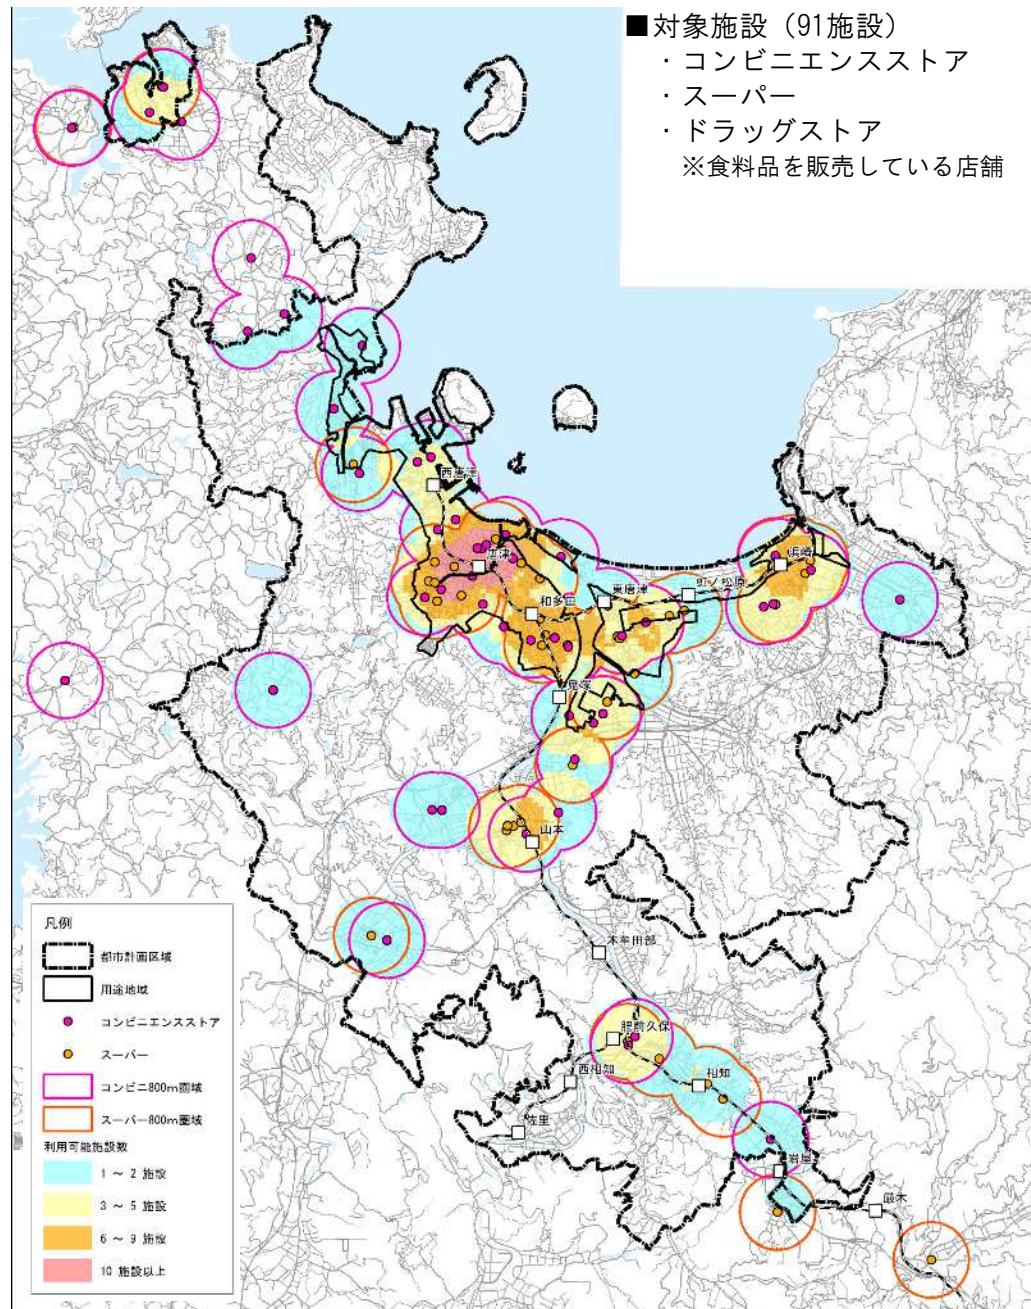 ■対象施設（91施設）
・コンビニエンスストア
・スーパー
・ドラッグストア
※食料品を販売している店舗
西唐津
唐津
浜崎
虹ノ松原
東唐津
和多田
鬼塚
山本
本牟田部
肥前久保
西相知
相知
佐里
岩屋
厳木
凡例
都市計画区域
用途地域
コンビニエンスストア
スーパー
コンビニ800m圏域
スーパー800m圏域
利用可能施設数
1 ～ 2 施設
3 ～ 5 施設
6 ～ 9 施設
10 施設以上